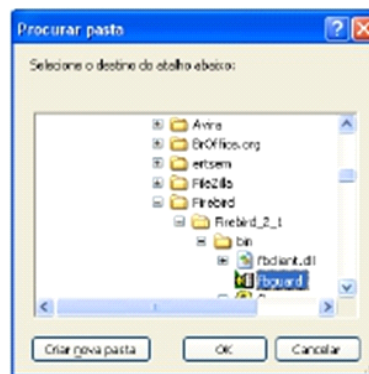 Procurar pasta
Selecione o destino do atalho abaixo:
Avira
BrOffice.org
ertsem
FileZilla
Firebird
Firebird_2_1
bin
fbclient.dll
fbguard
Criar nova pasta
OK
Cancelar